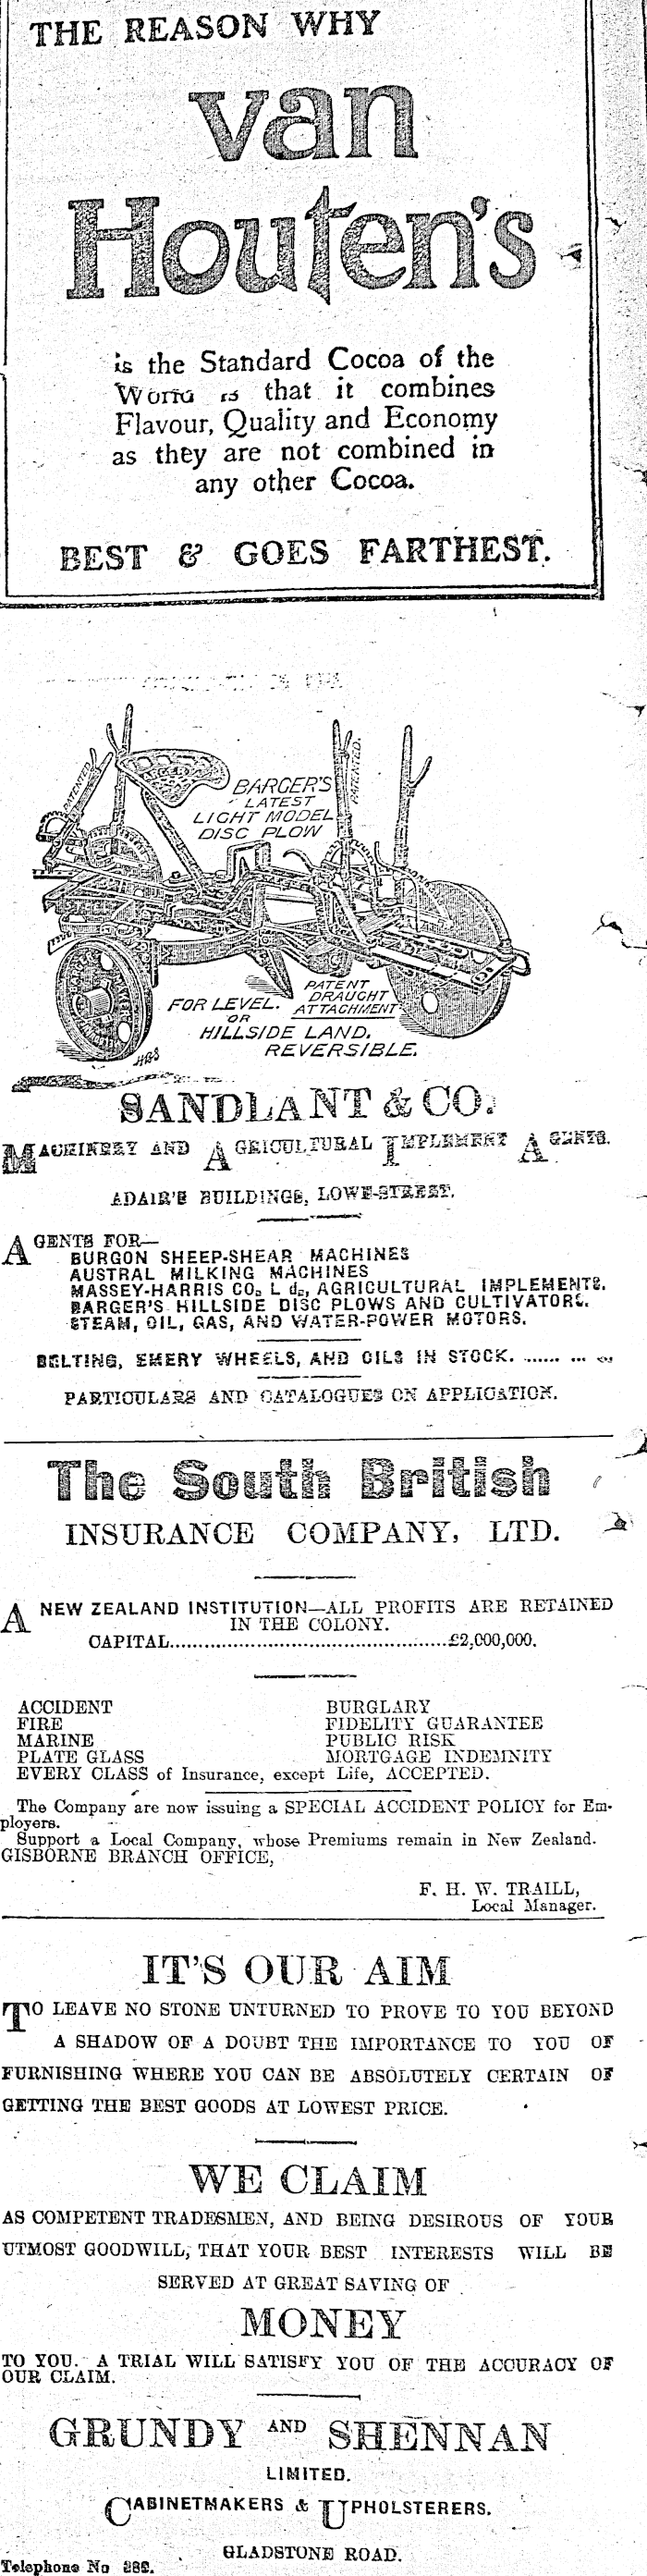 THE REASON WHY
van
Houten's
is the Standard Cocoa of the
World is that it combines
Flavour, Quality and Economy
as they are not combined in
any other Cocoa.
BEST & GOES FARTHEST.
PATENTED
PATENTED.
BARGER'S
LATEST
LIGHT MODEL
DISC PLOW
FOR LEVEL.
OR
HILLSIDE LAND.
REVERSIBLE.
PATENT
DRAUGHT
ATTACHMENT
SANDLANT & CO.
MACHINERY AND AGRICULTURAL IMPLEMENT AGENTS.
ADAIR'S BUILDINGS, LOWE-STREET.
AGENTS FOR—
BURGON SHEEP-SHEAR MACHINES
AUSTRAL MILKING MACHINES
MASSEY-HARRIS CO. L d., AGRICULTURAL IMPLEMENTS.
BARGER'S HILLSIDE DISC PLOWS AND CULTIVATORS.
STEAM, OIL, GAS, AND WATER-POWER MOTORS.
BELTING, EMERY WHEELS, AND OILS IN STOCK. ...... ...
PARTICULARS AND CATALOGUES ON APPLICATION.
The South British
INSURANCE COMPANY, LTD.
A NEW ZEALAND INSTITUTION—ALL PROFITS ARE RETAINED
IN THE COLONY.
CAPITAL................................................£2,000,000.
ACCIDENT BURGLARY
FIRE FIDELITY GUARANTEE
MARINE PUBLIC RISK
PLATE GLASS MORTGAGE INDEMNITY
EVERY CLASS of Insurance, except Life, ACCEPTED.
The Company are now issuing a SPECIAL ACCIDENT POLICY for Em-
ployers.
Support a Local Company, whose Premiums remain in New Zealand.
GISBORNE BRANCH OFFICE,
F. H. W. TRAILL,
Local Manager.
IT'S OUR AIM
TO LEAVE NO STONE UNTURNED TO PROVE TO YOU BEYOND
A SHADOW OF A DOUBT THE IMPORTANCE TO YOU OF
FURNISHING WHERE YOU CAN BE ABSOLUTELY CERTAIN OF
GETTING THE BEST GOODS AT LOWEST PRICE.
WE CLAIM
AS COMPETENT TRADESMEN, AND BEING DESIROUS OF YOUR
UTMOST GOODWILL, THAT YOUR BEST INTERESTS WILL BE
SERVED AT GREAT SAVING OF
MONEY
TO YOU. A TRIAL WILL SATISFY YOU OF THE ACCURACY OF
OUR CLAIM.
GRUNDY AND SHENNAN
LIMITED.
CABINETMAKERS & UPHOLSTERERS.
GLADSTONE ROAD.
Telephone No